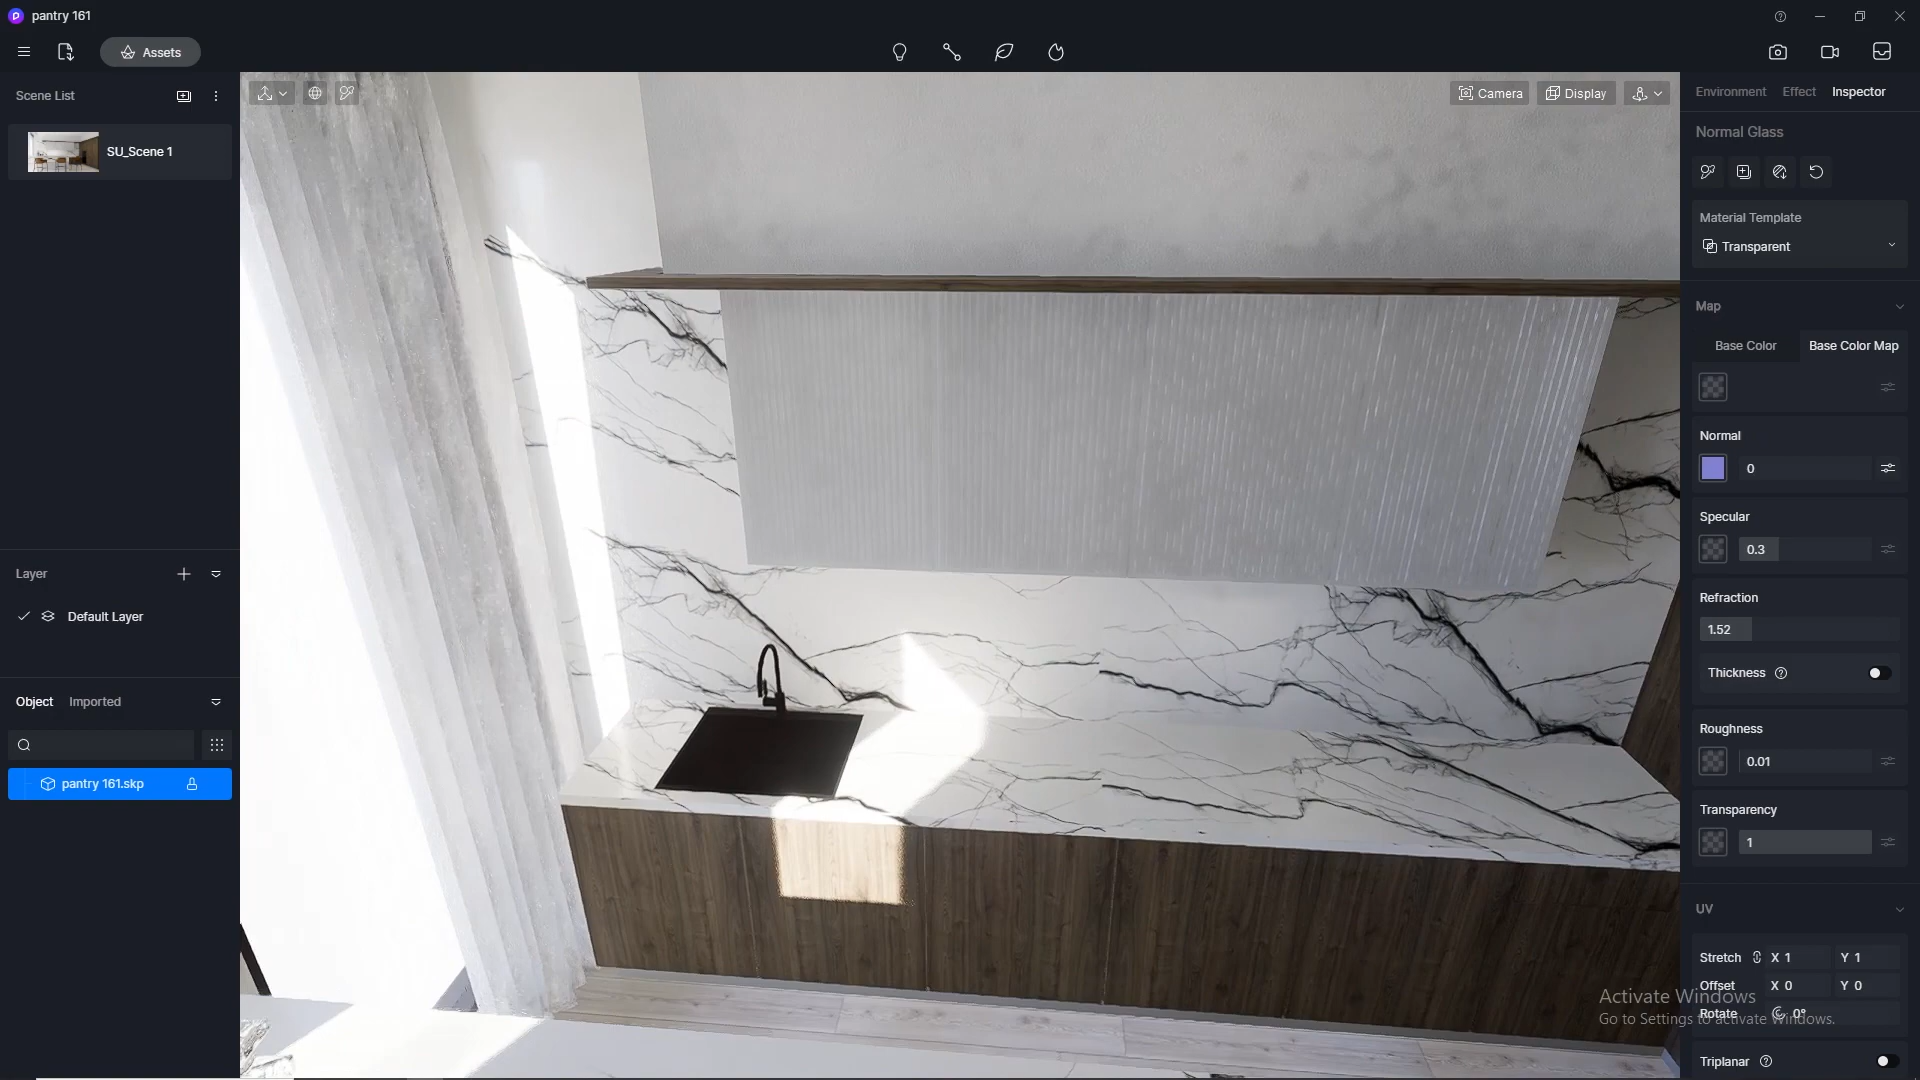 pantry 161
Assets
Scene List
SU_Scene 1
Layer
Default Layer
Object Imported
pantry 161.skp
Camera
Display
Environment Effect Inspector
Normal Glass
Material Template
Transparent
Map
Base Color Base Color Map
Normal
0
Specular
0.3
Refraction
1.52
Thickness
Roughness
0.01
Transparency
1
UV
Stretch X 1 Y 1
Offset X 0 Y 0
Rotate 0°
Triplanar
Activate Windows
Go to Settings to activate Windows.